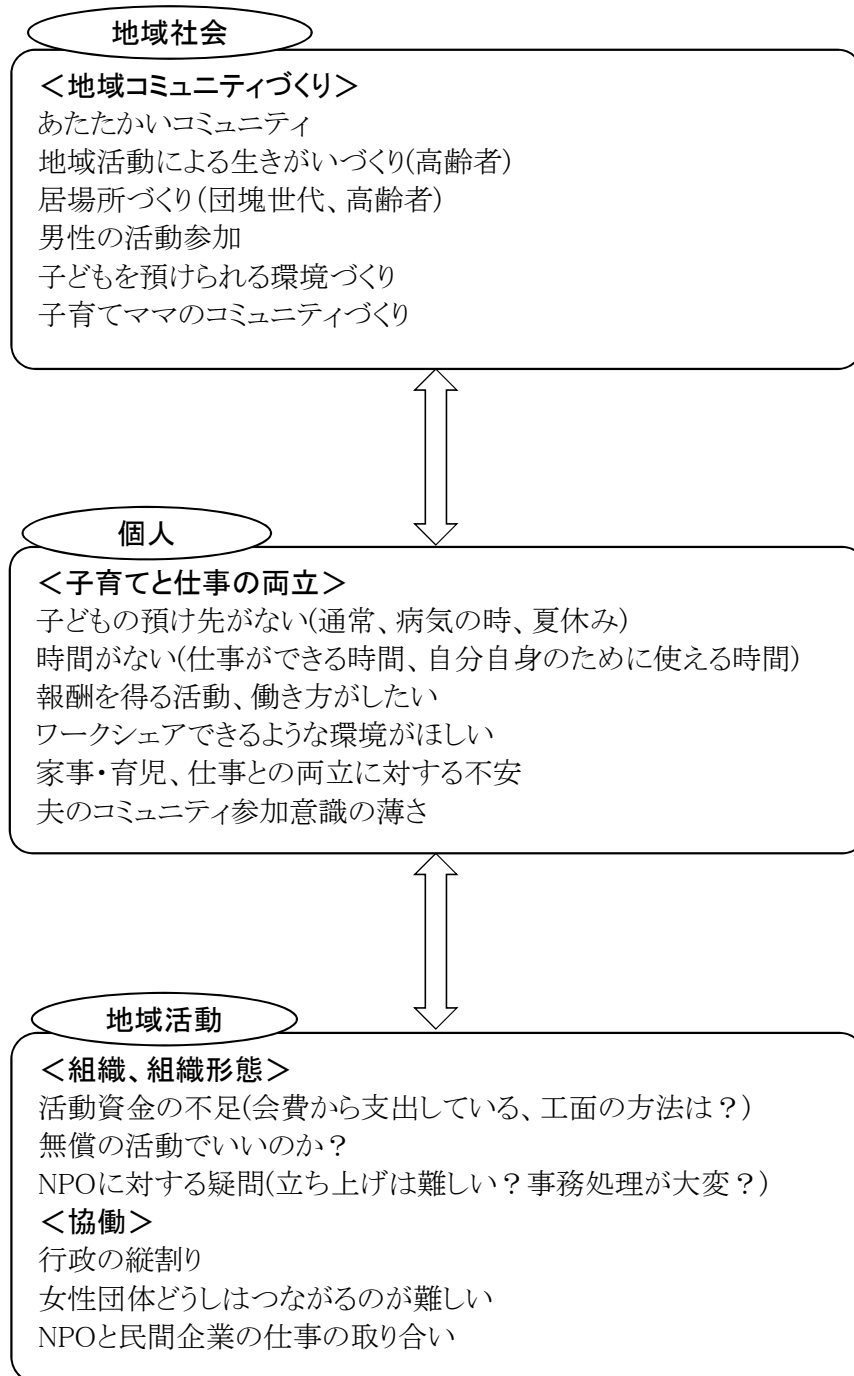 地域社会
＜地域コミュニティづくり＞
あたたかいコミュニティ
地域活動による生きがいづくり(高齢者)
居場所づくり(団塊世代、高齢者)
男性の活動参加
子どもを預けられる環境づくり
子育てママのコミュニティづくり
個人
＜子育てと仕事の両立＞
子どもの預け先がない(通常、病気の時、夏休み)
時間がない(仕事ができる時間、自分自身のために使える時間)
報酬を得る活動、働き方がしたい
ワークシェアできるような環境がほしい
家事・育児、仕事との両立に対する不安
夫のコミュニティ参加意識の薄さ
地域活動
＜組織、組織形態＞
活動資金の不足(会費から支出している、工面の方法は？)
無償の活動でいいのか？
NPOに対する疑問(立ち上げは難しい？事務処理が大変？)
＜協働＞
行政の縦割り
女性団体どうしはつながるのが難しい
NPOと民間企業の仕事の取り合い